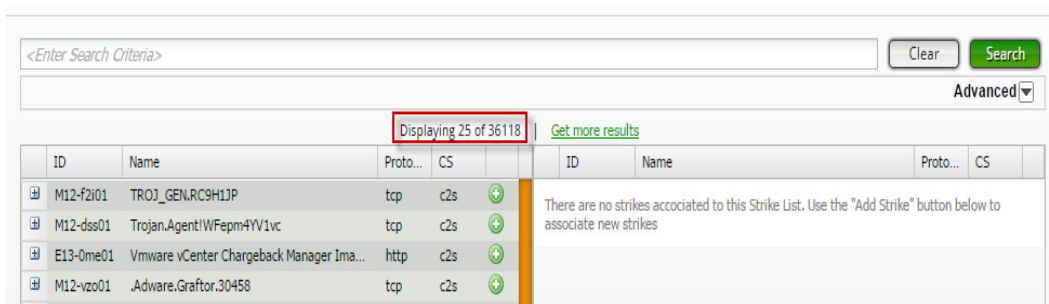 <Enter Search Criteria>
Clear
Search
Advanced
Displaying 25 of 36118 | Get more results
ID Name Proto... CS
M12-f2i01 TROJ_GEN.RC9H1JP tcp c2s
M12-dss01 Trojan.Agent!WFepm4YV1vc tcp c2s
E13-0me01 Vmware vCenter Chargeback Manager Ima... http c2s
M12-vzo01 .Adware.Graftor.30458 tcp c2s
ID Name Proto... CS
There are no strikes accociated to this Strike List. Use the "Add Strike" button below to
associate new strikes